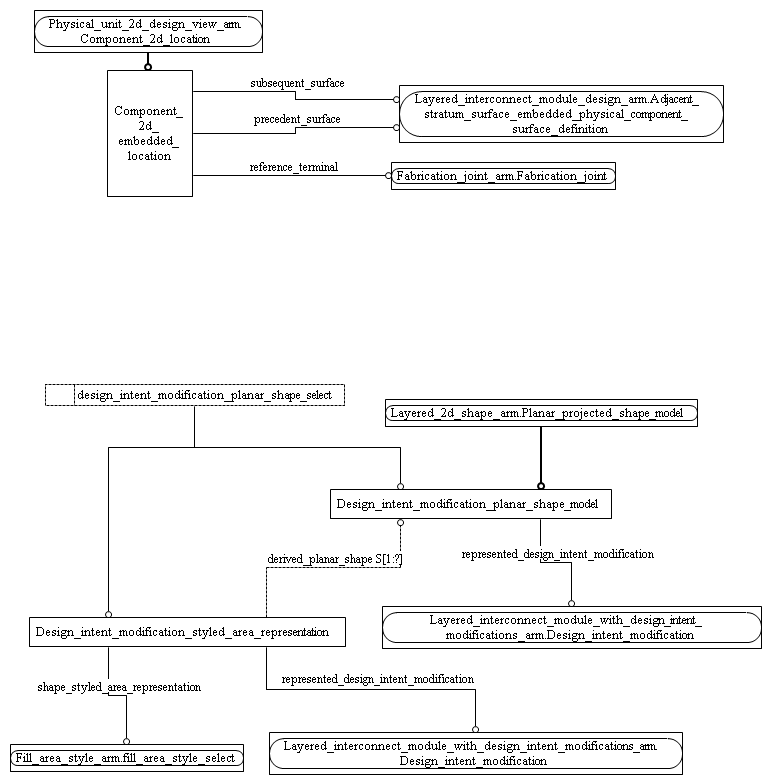 Physical_unit_2d_design_view_arm.
Component_2d_location
subsequent_surface
Component_
2d_
embedded_
location
Layered_interconnect_module_design_arm.Adjacent_
stratum_surface_embedded_physical_component_
surface_definition
precedent_surface
reference_terminal
Fabrication_joint_arm.Fabrication_joint
design_intent_modification_planar_shape_select
Layered_2d_shape_arm.Planar_projected_shape_model
Design_intent_modification_planar_shape_model
derived_planar_shape S[1:?]
represented_design_intent_modification
Layered_interconnect_module_with_design_intent_
modifications_arm.Design_intent_modification
Design_intent_modification_styled_area_representation
shape_styled_area_representation
represented_design_intent_modification
Fill_area_style_arm.fill_area_style_select
Layered_interconnect_module_with_design_intent_modifications_arm.
Design_intent_modification